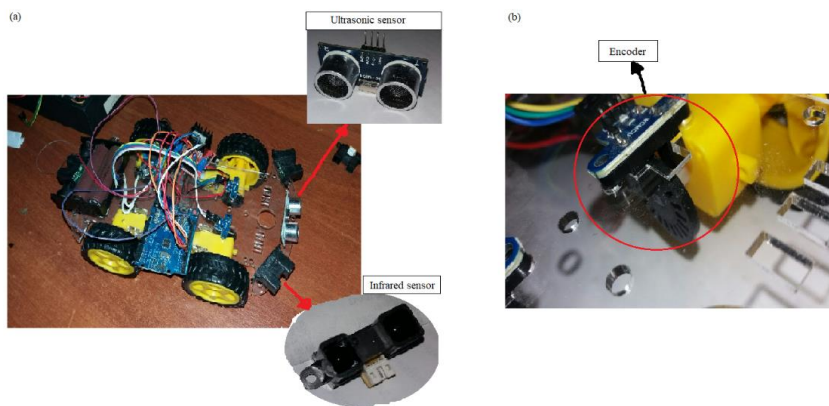 (a)
Ultrasonic sensor
Infrared sensor
(b)
Encoder